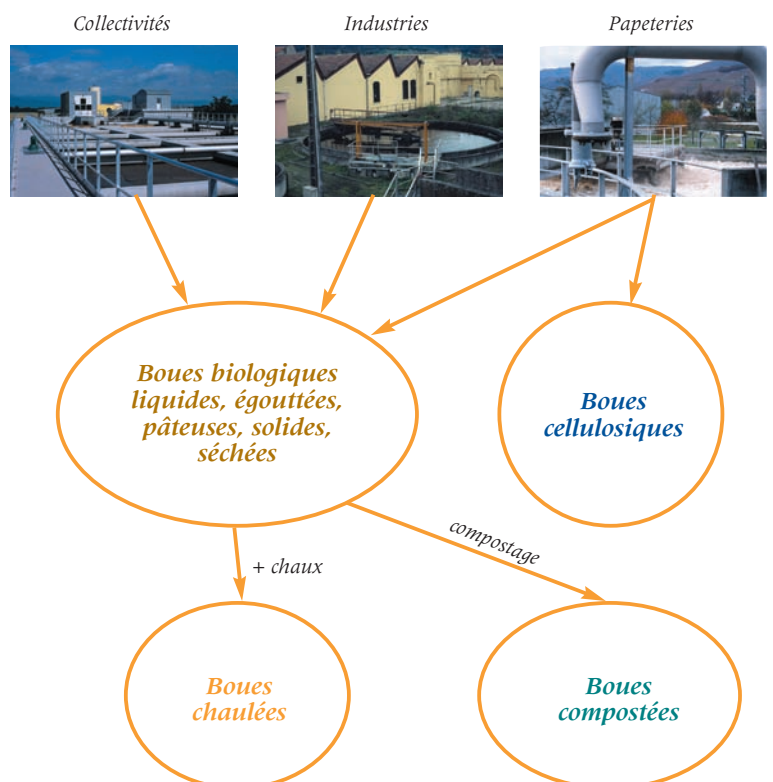 Collectivités
Industries
Papeteries
Boues biologiques
liquides, égouttées,
pâteuses, solides,
séchées
Boues
cellulosiques
+ chaux
compostage
Boues
chaulées
Boues
compostées